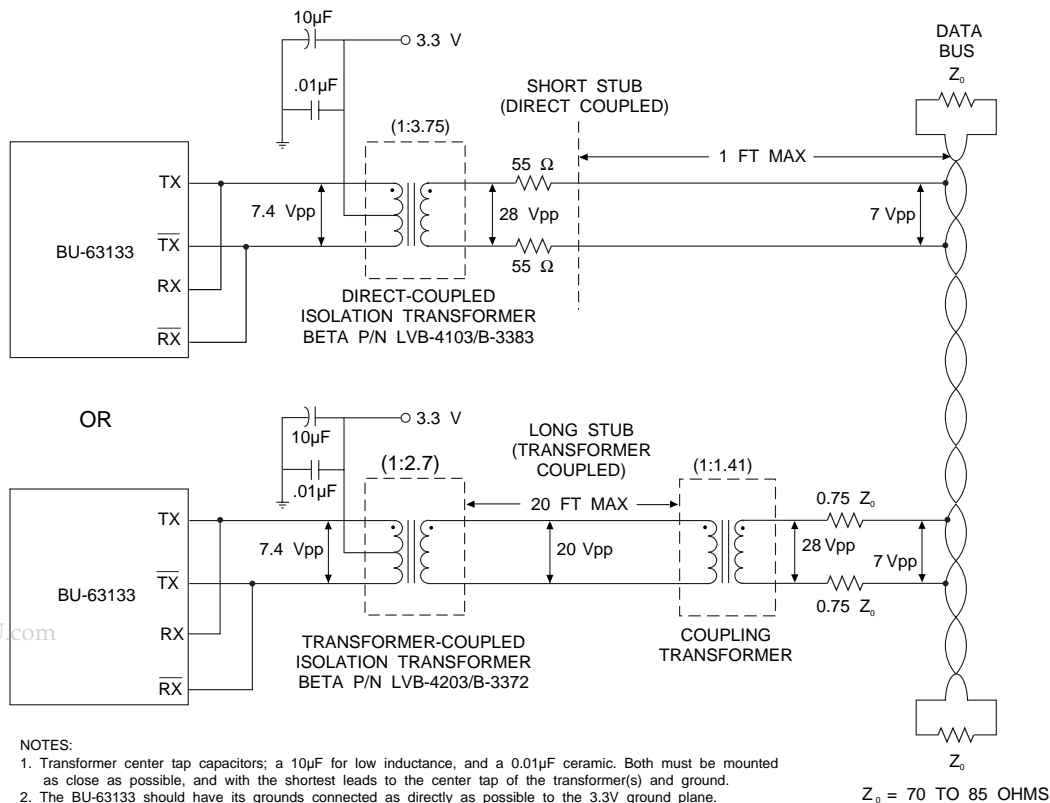 10µF
3.3 V
.01µF
(1:3.75)
SHORT STUB
(DIRECT COUPLED)
DATA
BUS
Z₀
1 FT MAX
55 Ω
TX
7.4 Vpp
28 Vpp
7 Vpp
T̅X̅
BU-63133
55 Ω
RX
R̅X̅
DIRECT-COUPLED
ISOLATION TRANSFORMER
BETA P/N LVB-4103/B-3383
OR
10µF
3.3 V
.01µF
(1:2.7)
LONG STUB
(TRANSFORMER
COUPLED)
20 FT MAX
(1:1.41)
0.75 Z₀
TX
7.4 Vpp
20 Vpp
28 Vpp
7 Vpp
T̅X̅
BU-63133
0.75 Z₀
RX
R̅X̅
U.com
TRANSFORMER-COUPLED
ISOLATION TRANSFORMER
BETA P/N LVB-4203/B-3372
COUPLING
TRANSFORMER
Z₀
NOTES:
1. Transformer center tap capacitors; a 10µF for low inductance, and a 0.01µF ceramic. Both must be mounted
as close as possible, and with the shortest leads to the center tap of the transformer(s) and ground.
2. The BU-63133 should have its grounds connected as directly as possible to the 3.3V ground plane.
Z₀ = 70 TO 85 OHMS